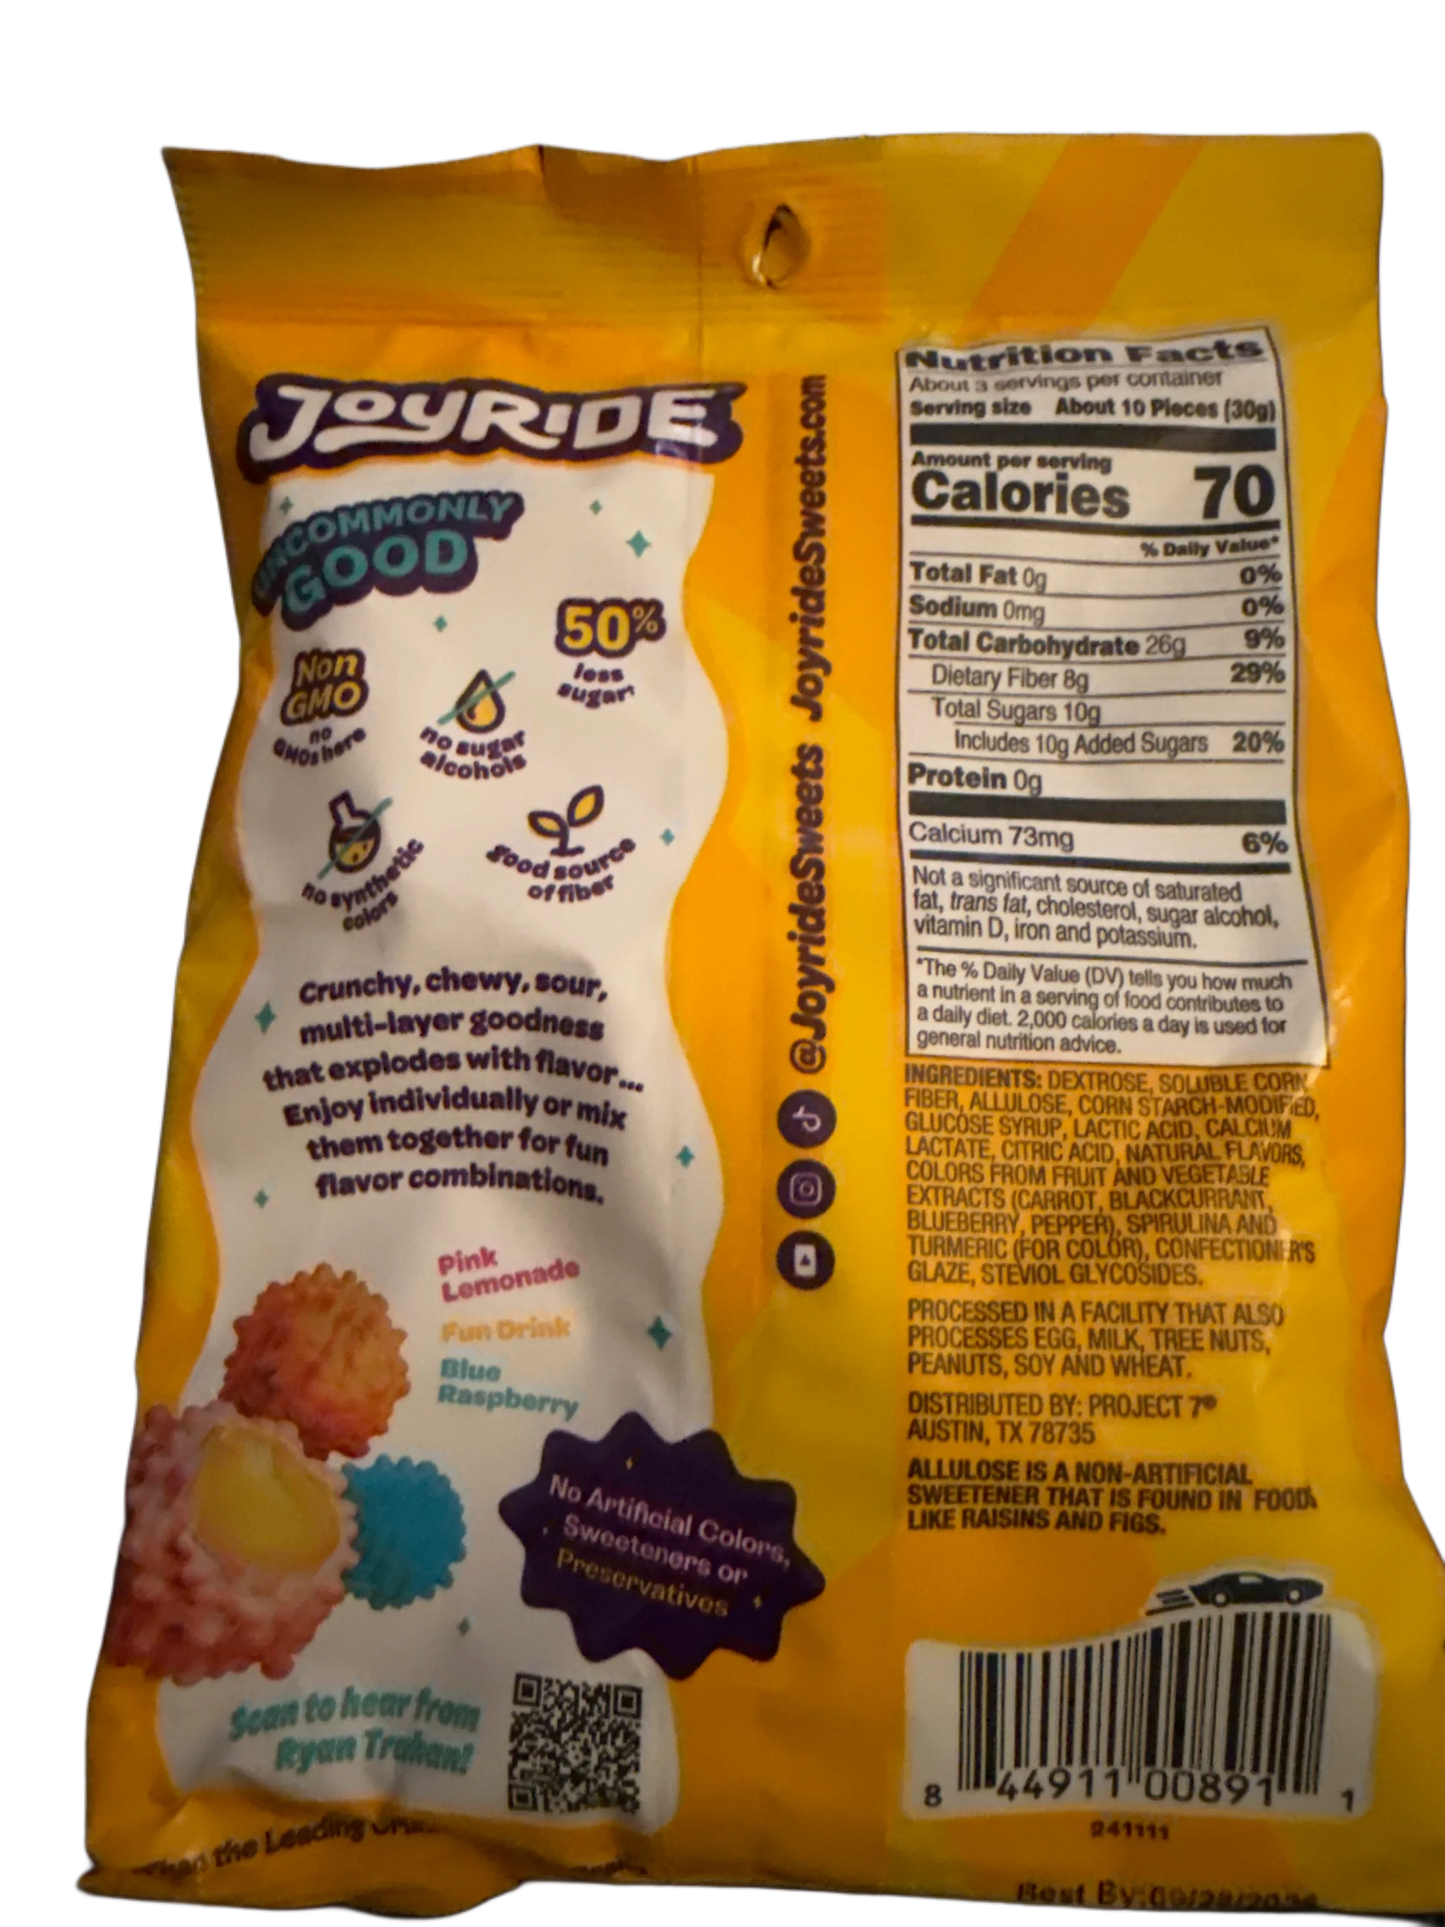 JOYRIDE
UNCOMMONLY
GOOD
50%
less
sugar†
Non
GMO
no
GMOs here
no sugar
alcohols
no synthetic
colors
good source
of fiber
Crunchy, chewy, sour,
multi-layer goodness
that explodes with flavor...
Enjoy individually or mix
them together for fun
flavor combinations.
Pink
Lemonade
Fun Drink
Blue
Raspberry
No Artificial Colors,
Sweeteners or
Preservatives
Scan to hear from
Ryan Trahan!
than the Leading
@JoyrideSweets JoyrideSweets.com
Nutrition Facts
About 3 servings per container
Serving size About 10 Pieces (30g)
Amount per serving
Calories 70
% Daily Value*
Total Fat 0g 0%
Sodium 0mg 0%
Total Carbohydrate 26g 9%
Dietary Fiber 8g 29%
Total Sugars 10g
Includes 10g Added Sugars 20%
Protein 0g
Calcium 73mg 6%
Not a significant source of saturated
fat, trans fat, cholesterol, sugar alcohol,
vitamin D, iron and potassium.
*The % Daily Value (DV) tells you how much
a nutrient in a serving of food contributes to
a daily diet. 2,000 calories a day is used for
general nutrition advice.
INGREDIENTS: DEXTROSE, SOLUBLE CORN
FIBER, ALLULOSE, CORN STARCH-MODIFIED,
GLUCOSE SYRUP, LACTIC ACID, CALCIUM
LACTATE, CITRIC ACID, NATURAL FLAVORS,
COLORS FROM FRUIT AND VEGETABLE
EXTRACTS (CARROT, BLACKCURRANT,
BLUEBERRY, PEPPER), SPIRULINA AND
TURMERIC (FOR COLOR), CONFECTIONER'S
GLAZE, STEVIOL GLYCOSIDES.
PROCESSED IN A FACILITY THAT ALSO
PROCESSES EGG, MILK, TREE NUTS,
PEANUTS, SOY AND WHEAT.
DISTRIBUTED BY: PROJECT 7®
AUSTIN, TX 78735
ALLULOSE IS A NON-ARTIFICIAL
SWEETENER THAT IS FOUND IN FOODS
LIKE RAISINS AND FIGS.
8 44911 00891 1
241111
Best By: